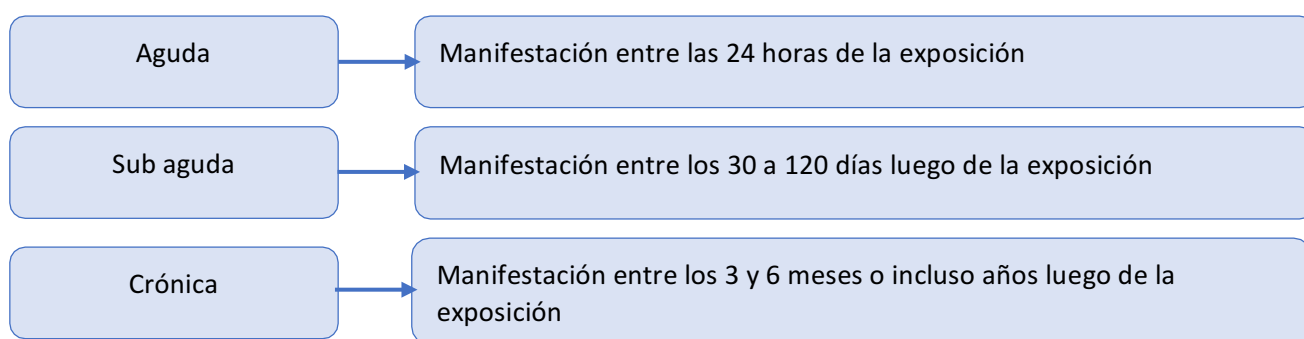 Aguda
Manifestación entre las 24 horas de la exposición
Sub aguda
Manifestación entre los 30 a 120 días luego de la exposición
Crónica
Manifestación entre los 3 y 6 meses o incluso años luego de la
exposición